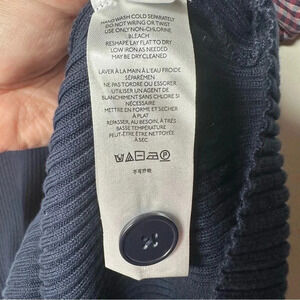 HAND WASH COLD SEPARATELY
DO NOT WRING OR TWIST
USE ONLY NON-CHLORINE
BLEACH
RESHAPE LAY FLAT TO DRY
LOW IRON AS NEEDED
MAY BE DRY CLEANED
LAVER À LA MAIN À L'EAU FROIDE
SÉPARÉMEN
NE PAS TORDRE OU ESSORER
UTILISER UN AGENT DE
BLANCHIMENT SANS CHLORE SI
NÉCESSAIRE
METTRE EN FORME ET SÉCHER
À PLAT
REPASSER, AU BESOIN, À TRÈS
BASSE TEMPÉRATURE
PEUT-ÊTRE ÊTRE NETTOYÉE
À SEC